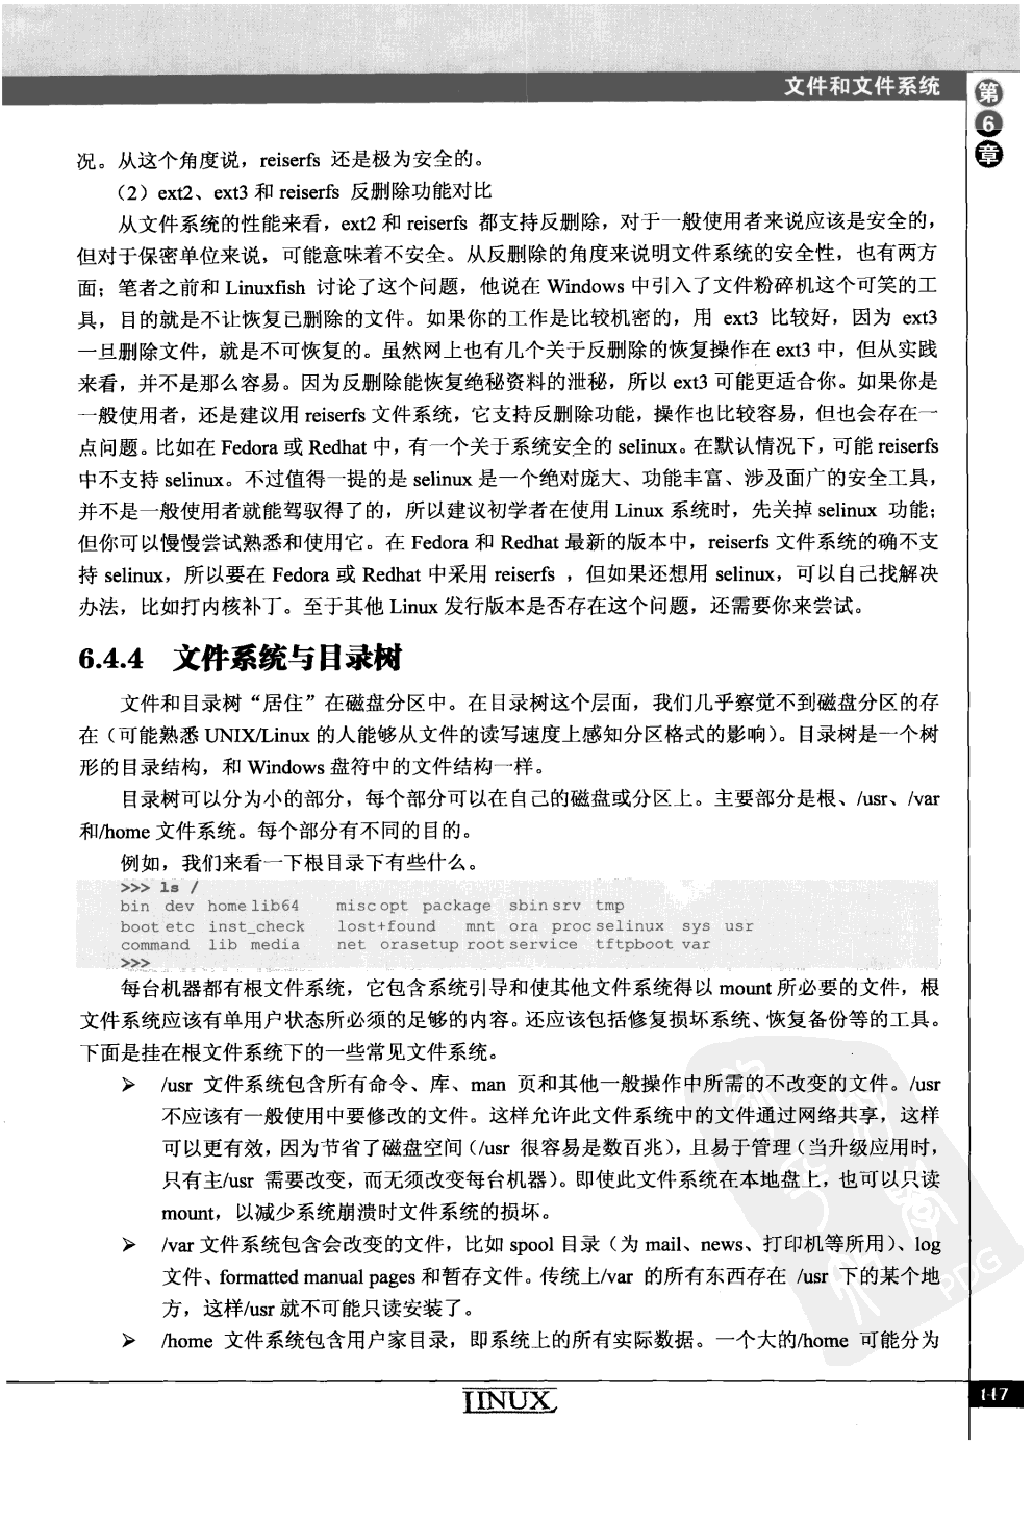 文件和文件系统
第
6
章
况。从这个角度说，reiserfs 还是极为安全的。
（2）ext2、ext3 和 reiserfs 反删除功能对比
从文件系统的性能来看，ext2 和 reiserfs 都支持反删除，对于一般使用者来说应该是安全的，
但对于保密单位来说，可能意味着不安全。从反删除的角度来说明文件系统的安全性，也有两方
面；笔者之前和 Linuxfish 讨论了这个问题，他说在 Windows 中引入了文件粉碎机这个可笑的工
具，目的就是不让恢复已删除的文件。如果你的工作是比较机密的，用 ext3 比较好，因为 ext3
一旦删除文件，就是不可恢复的。虽然网上也有几个关于反删除的恢复操作在 ext3 中，但从实践
来看，并不是那么容易。因为反删除能恢复绝秘资料的泄秘，所以 ext3 可能更适合你。如果你是
一般使用者，还是建议用 reiserfs 文件系统，它支持反删除功能，操作也比较容易，但也会存在一
点问题。比如在 Fedora 或 Redhat 中，有一个关于系统安全的 selinux。在默认情况下，可能 reiserfs
中不支持 selinux。不过值得一提的是 selinux 是一个绝对庞大、功能丰富、涉及面广的安全工具，
并不是一般使用者就能驾驭得了的，所以建议初学者在使用 Linux 系统时，先关掉 selinux 功能；
但你可以慢慢尝试熟悉和使用它。在 Fedora 和 Redhat 最新的版本中，reiserfs 文件系统的确不支
持 selinux，所以要在 Fedora 或 Redhat 中采用 reiserfs ，但如果还想用 selinux，可以自己找解决
办法，比如打内核补丁。至于其他 Linux 发行版本是否存在这个问题，还需要你来尝试。
6.4.4 文件系统与目录树
文件和目录树“居住”在磁盘分区中。在目录树这个层面，我们几乎察觉不到磁盘分区的存
在（可能熟悉 UNIX/Linux 的人能够从文件的读写速度上感知分区格式的影响）。目录树是一个树
形的目录结构，和 Windows 盘符中的文件结构一样。
目录树可以分为小的部分，每个部分可以在自己的磁盘或分区上。主要部分是根、/usr、/var
和/home 文件系统。每个部分有不同的目的。
例如，我们来看一下根目录下有些什么。
>>> ls /
bin dev home lib64 misc opt package sbin srv tmp
boot etc inst_check lost+found mnt ora proc selinux sys usr
command lib media net orasetup root service tftpboot var
>>>
每台机器都有根文件系统，它包含系统引导和使其他文件系统得以 mount 所必要的文件，根
文件系统应该有单用户状态所必须的足够的内容。还应该包括修复损坏系统、恢复备份等的工具。
下面是挂在根文件系统下的一些常见文件系统。
➢ /usr 文件系统包含所有命令、库、man 页和其他一般操作中所需的不改变的文件。/usr
不应该有一般使用中要修改的文件。这样允许此文件系统中的文件通过网络共享，这样
可以更有效，因为节省了磁盘空间（/usr 很容易是数百兆），且易于管理（当升级应用时，
只有主/usr 需要改变，而无须改变每台机器）。即使此文件系统在本地盘上，也可以只读
mount，以减少系统崩溃时文件系统的损坏。
➢ /var 文件系统包含会改变的文件，比如 spool 目录（为 mail、news、打印机等所用）、log
文件、formatted manual pages 和暂存文件。传统上/var 的所有东西存在 /usr 下的某个地
方，这样/usr 就不可能只读安装了。
➢ /home 文件系统包含用户家目录，即系统上的所有实际数据。一个大的/home 可能分为
LINUX
PDG